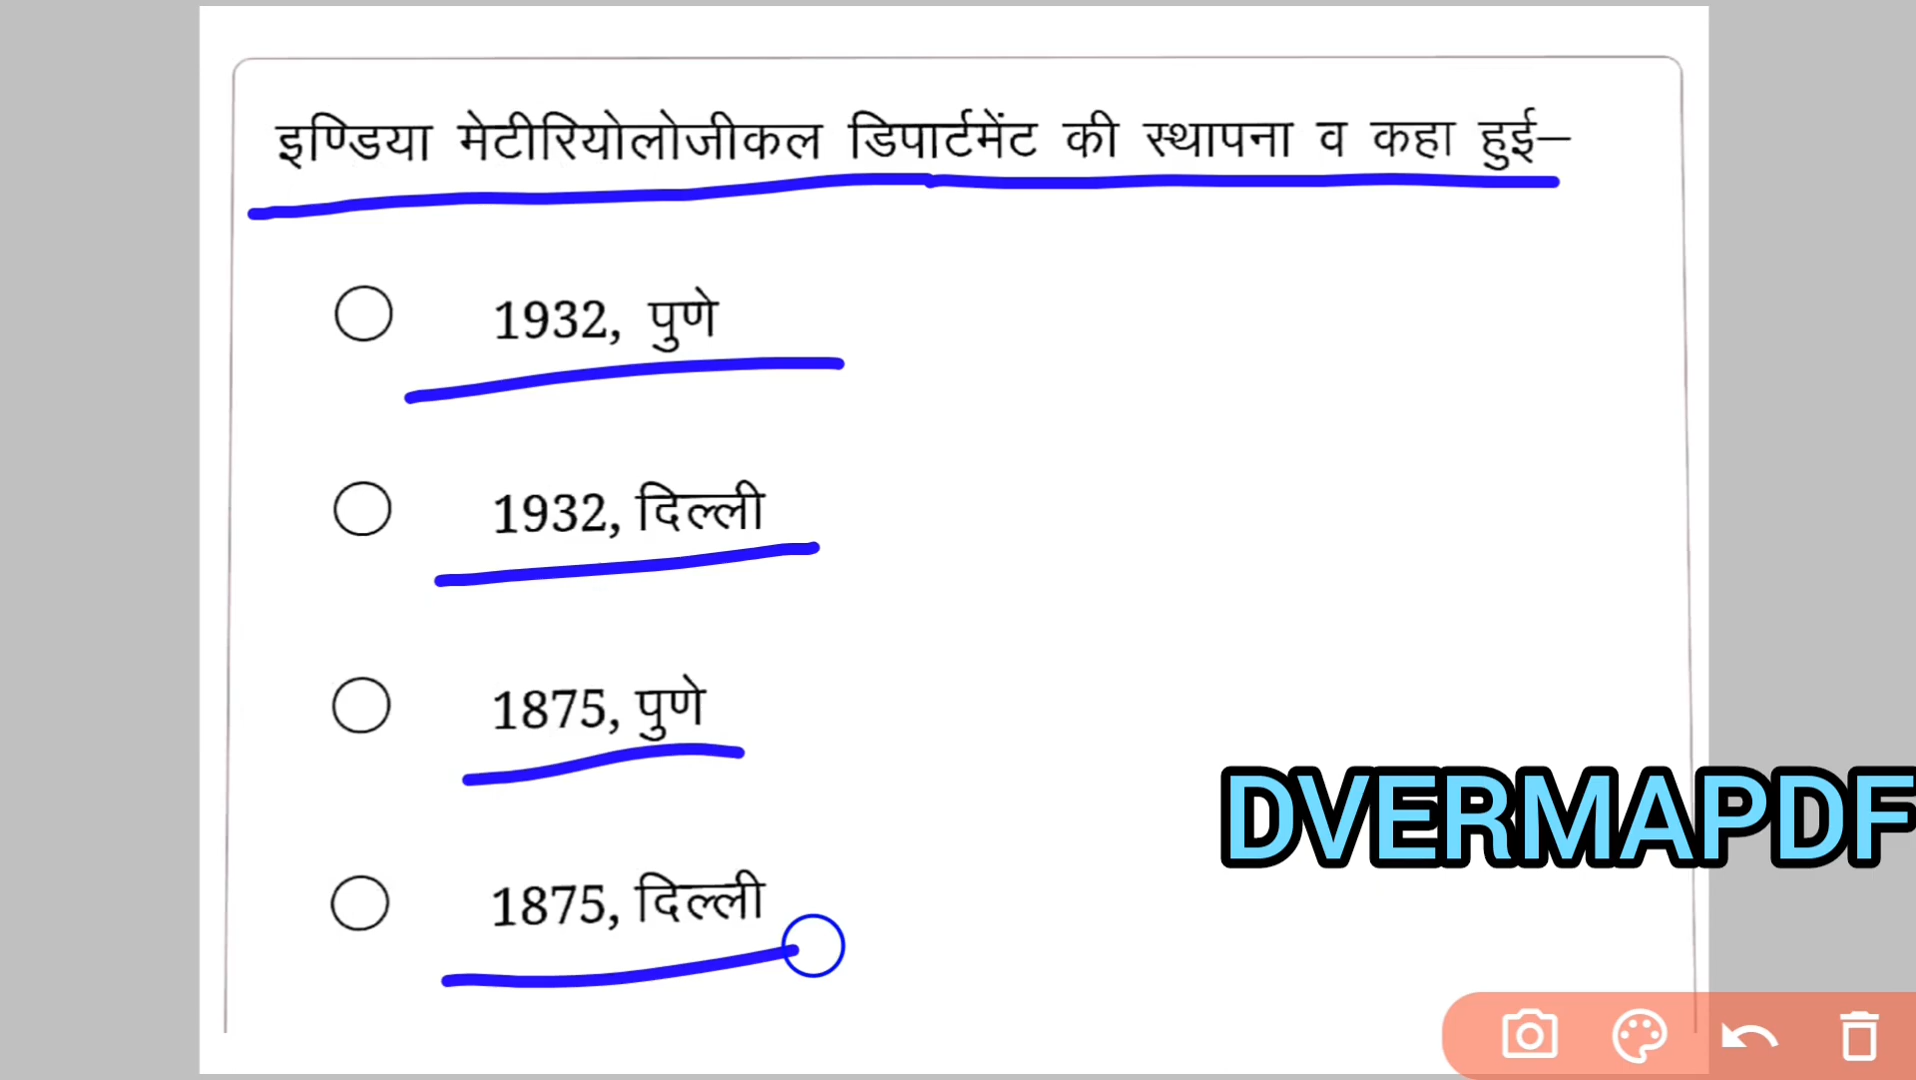 इण्डिया मेटीरियोलोजीकल डिपार्टमेंट की स्थापना व कहा हुई–
1932, पुणे
1932, दिल्ली
1875, पुणे
1875, दिल्ली
DVERMAPDF